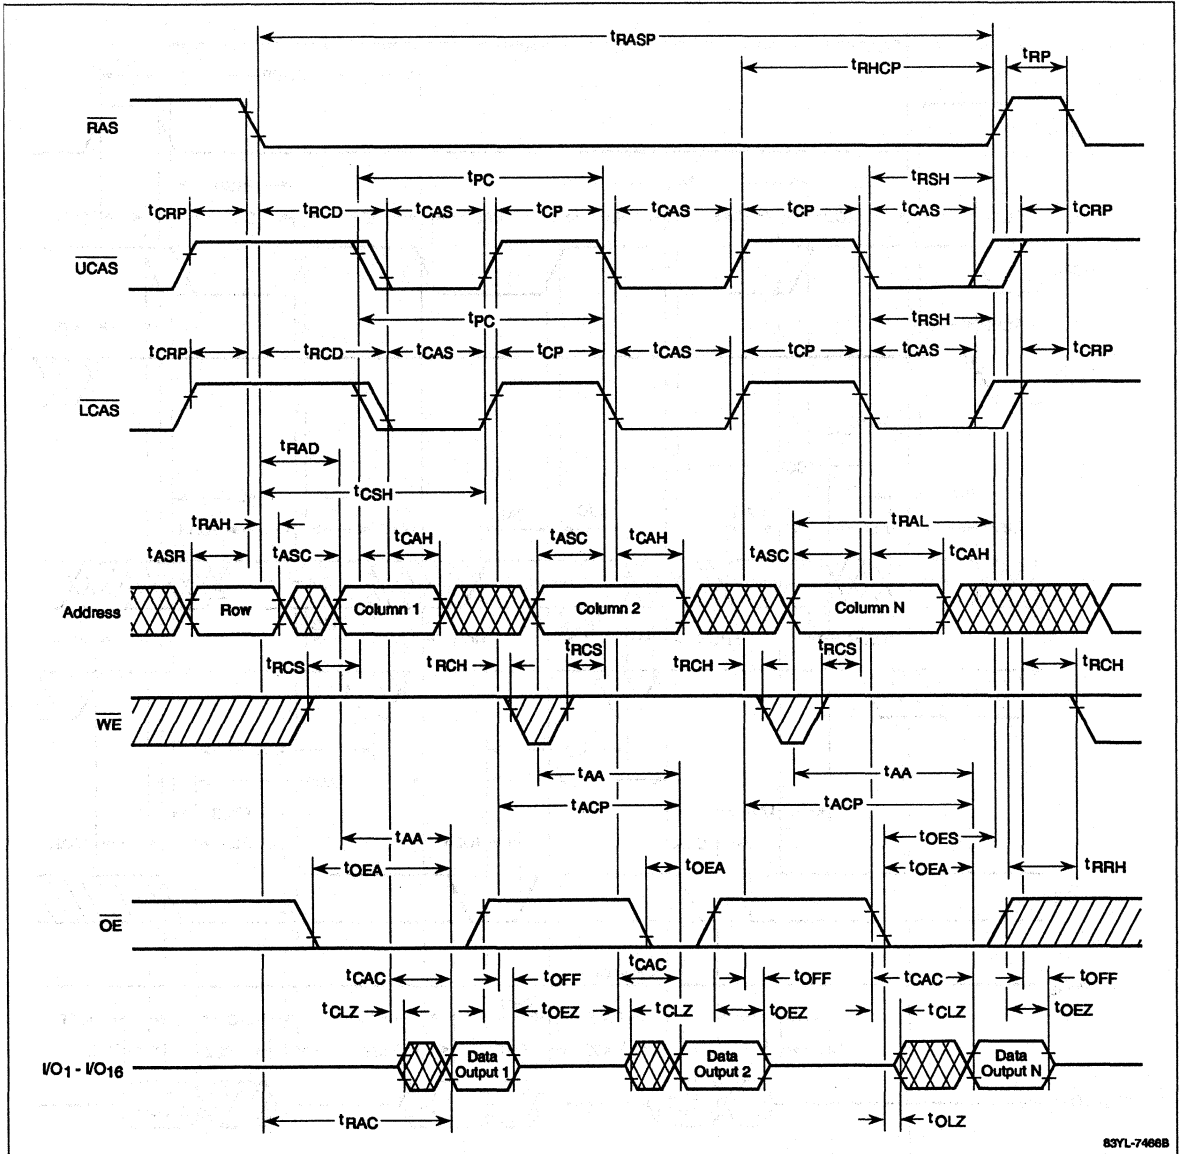 tRASP
tRHCP tRP
RAS
tPC tRSH
tCRP tRCD tCAS tCP tCAS tCP tCAS tCRP
UCAS
tPC tRSH
tCRP tRCD tCAS tCP tCAS tCP tCAS tCRP
LCAS
tRAD
tCSH
tRAH tRAL
tASR tASC tCAH tASC tCAH tASC tCAH
Address Row Column 1 Column 2 Column N
tRCS tRCH tRCS tRCH tRCS tRCH
WE
tAA tAA
tACP tACP
tAA tOES
tOEA tOEA tOEA tRRH
OE
tCAC tOFF tCAC tOFF tCAC tOFF
tCLZ tOEZ tCLZ tOEZ tCLZ tOEZ
I/O1 - I/O16 Data Output 1 Data Output 2 Data Output N
tRAC tOLZ
83YL-7466B